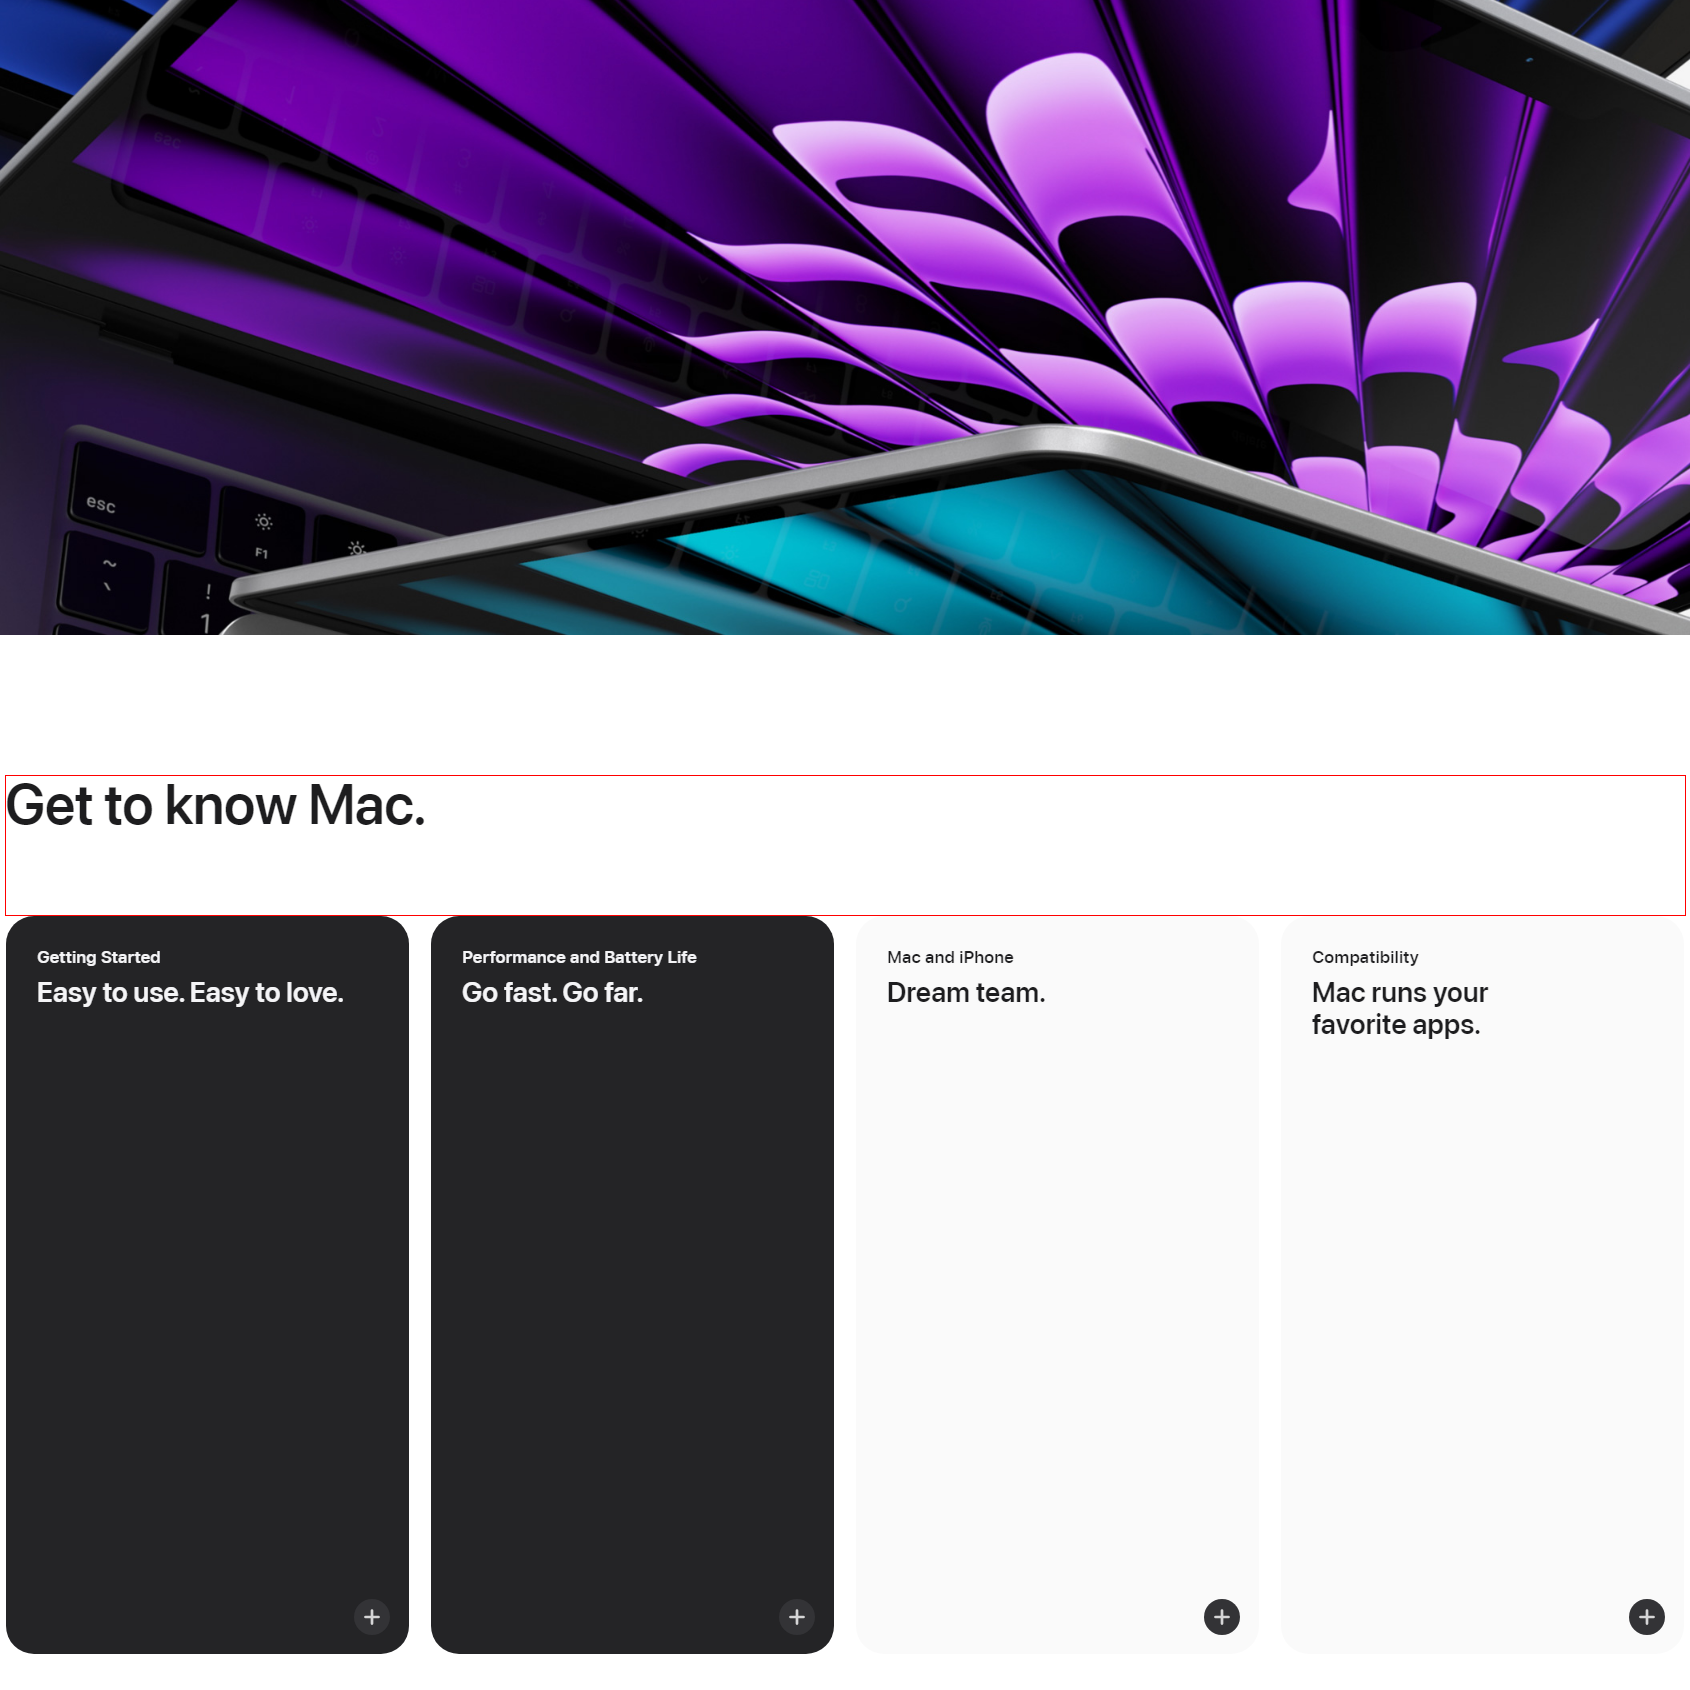 esc
F1
~
`
!
1
Get to know Mac.
Getting Started
Easy to use. Easy to love.
Performance and Battery Life
Go fast. Go far.
Mac and iPhone
Dream team.
Compatibility
Mac runs your
favorite apps.